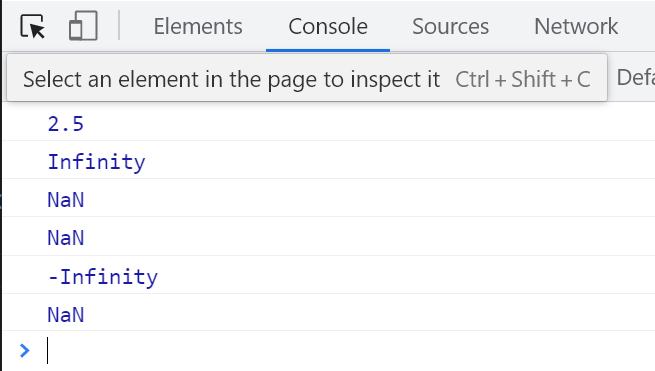 Elements Console Sources Network
Select an element in the page to inspect it Ctrl + Shift + C Defa
2.5
Infinity
NaN
NaN
-Infinity
NaN
>